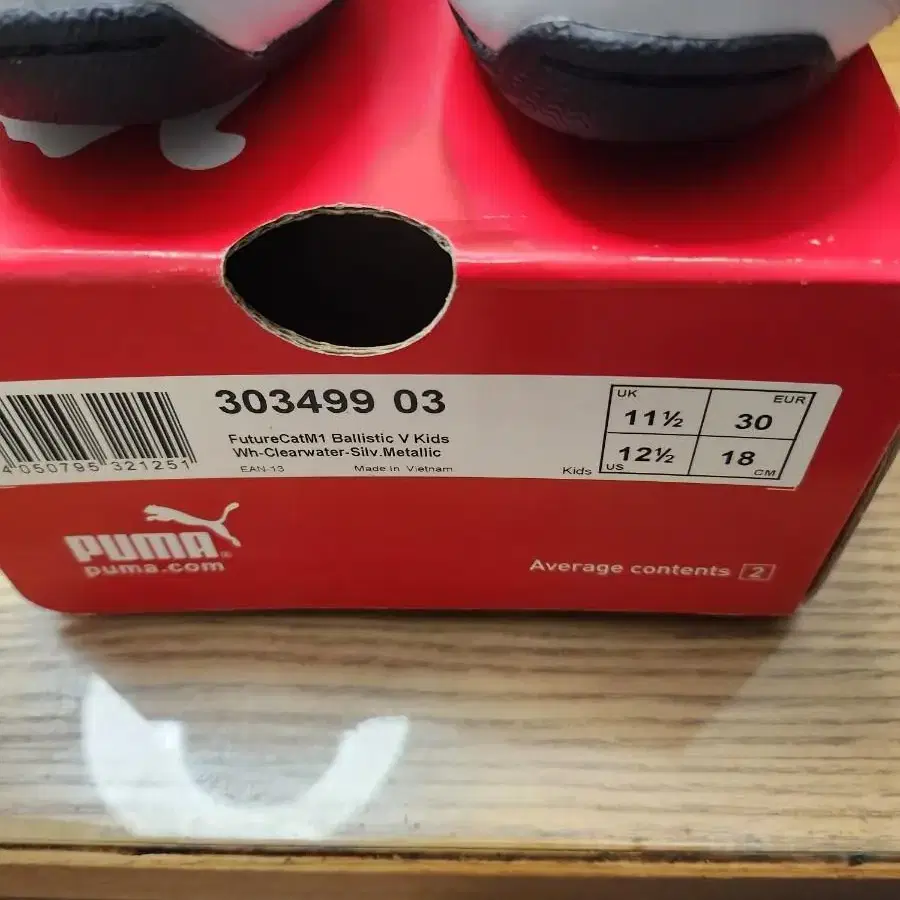 303499 03
FutureCatM1 Ballistic V Kids
Wh-Clearwater-Silv.Metallic
4 050795 321251
EAN-13 Made in Vietnam
Kids
UK 11½ EUR 30
US 12½ 18 CM
PUMA®
puma.com
Average contents 2